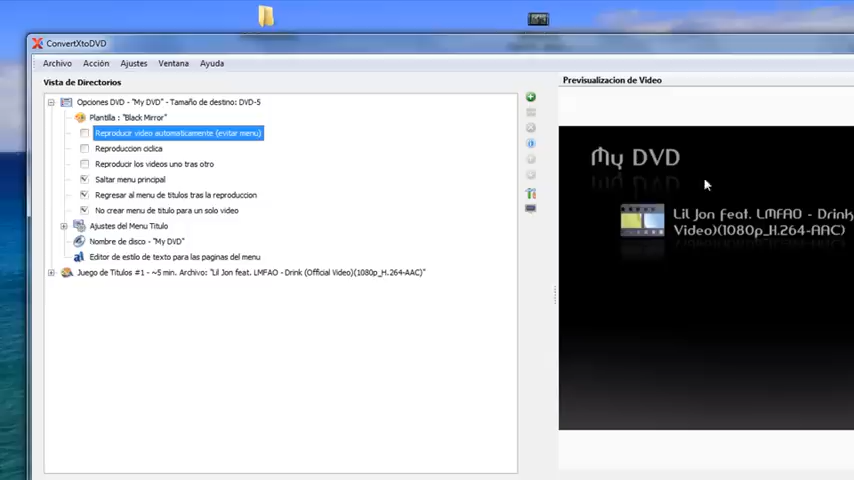 ConvertXtoDVD
Archivo Acción Ajustes Ventana Ayuda
Vista de Directorios
Previsualizacion de Video
Opciones DVD - "My DVD" - Tamaño de destino: DVD-5
Plantilla : "Black Mirror"
Reproducir video automaticamente (evitar menu)
Reproduccion ciclica
Reproducir los videos uno tras otro
Saltar menu principal
Regresar al menu de titulos tras la reproduccion
No crear menu de titulo para un solo video
Ajustes del Menu Titulo
Nombre de disco - "My DVD"
Editor de estilo de texto para las paginas del menu
Juego de Titulos #1 - ~5 min. Archivo: "Lil Jon feat. LMFAO - Drink (Official Video)(1080p_H.264-AAC)"
My DVD
Lil Jon feat. LMFAO - Drink
Video)(1080p_H.264-AAC)